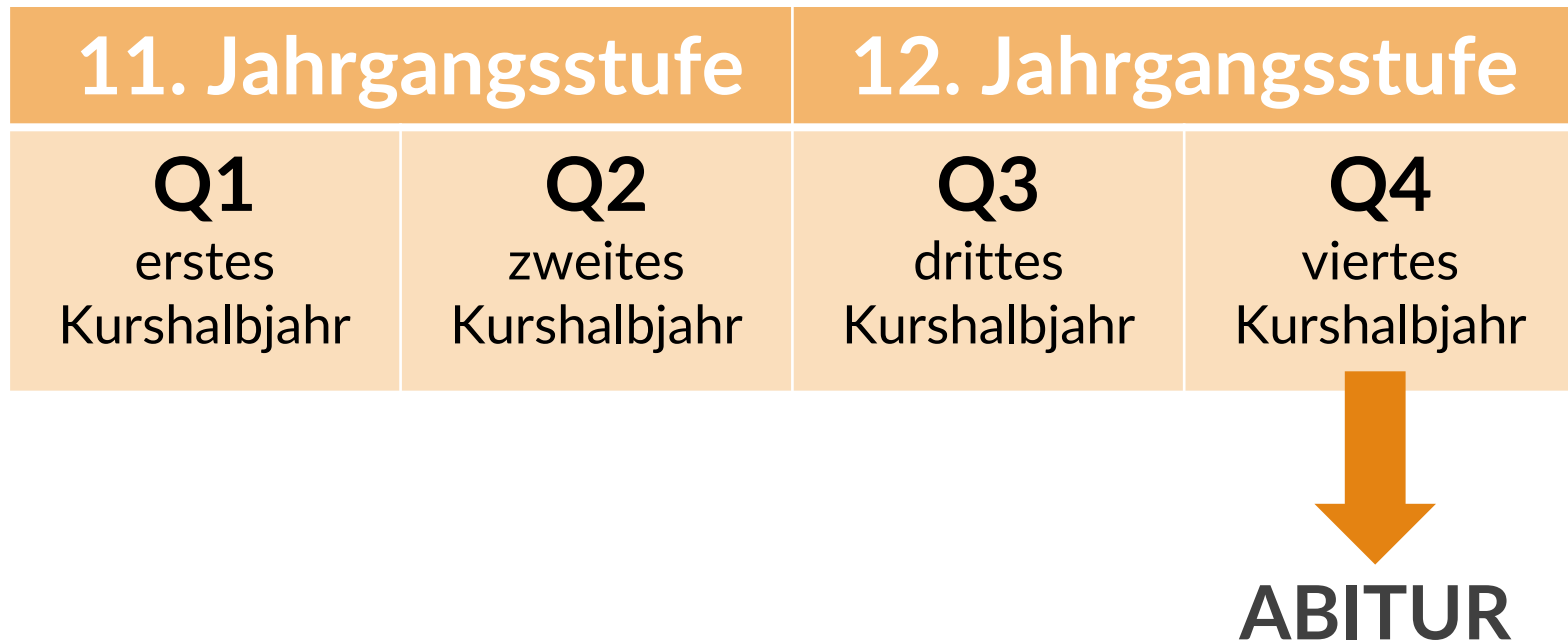 11. Jahrgangsstufe
12. Jahrgangsstufe
Q1
erstes
Kurshalbjahr
Q2
zweites
Kurshalbjahr
Q3
drittes
Kurshalbjahr
Q4
viertes
Kurshalbjahr
ABITUR